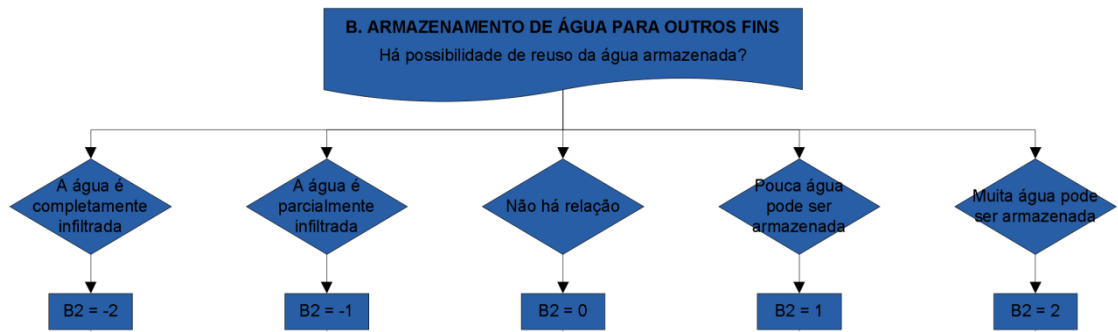 B. ARMAZENAMENTO DE ÁGUA PARA OUTROS FINS
Há possibilidade de reuso da água armazenada?
A água é
completamente
infiltrada
A água é
parcialmente
infiltrada
Não há relação
Pouca água
pode ser
armazenada
Muita água pode
ser armazenada
B2 = -2
B2 = -1
B2 = 0
B2 = 1
B2 = 2